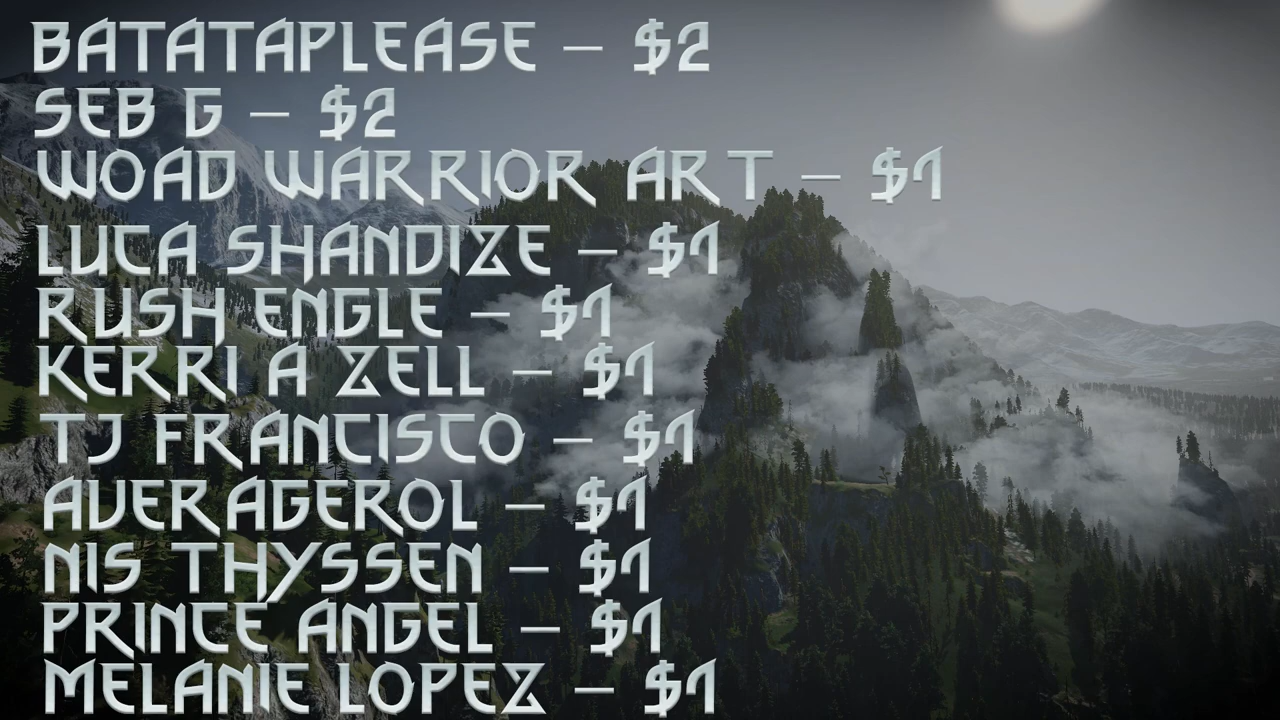 BATATAPLEASE – $2
SEB G – $2
WOAD WARRIOR ART – $1
LUCA SHANDIZE – $1
RUSH ENGLE – $1
KERRI A ZELL – $1
TJ FRANCISCO – $1
AVERAGEROL – $1
NIS THYSSEN – $1
PRINCE ANGEL – $1
MELANIE LOPEZ – $1